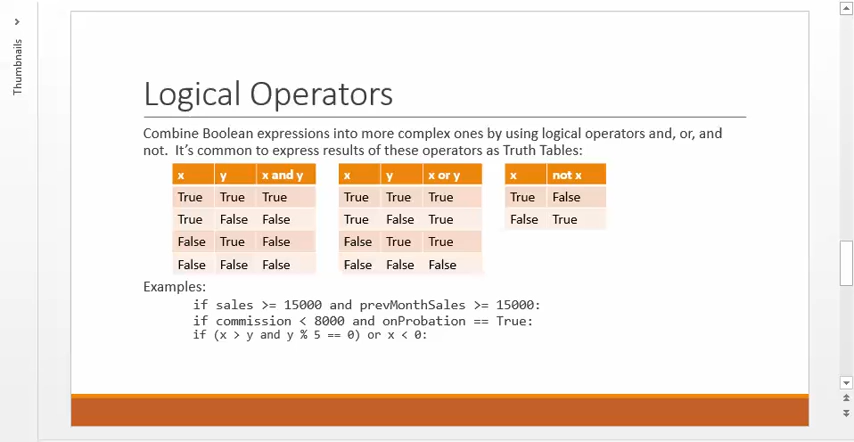 Thumbnails
Logical Operators
Combine Boolean expressions into more complex ones by using logical operators and, or, and
not. It's common to express results of these operators as Truth Tables:
x y x and y
True True True
True False False
False True False
False False False
x y x or y
True True True
True False True
False True True
False False False
x not x
True False
False True
Examples:
if sales >= 15000 and prevMonthSales >= 15000:
if commission < 8000 and onProbation == True:
if (x > y and y % 5 == 0) or x < 0: